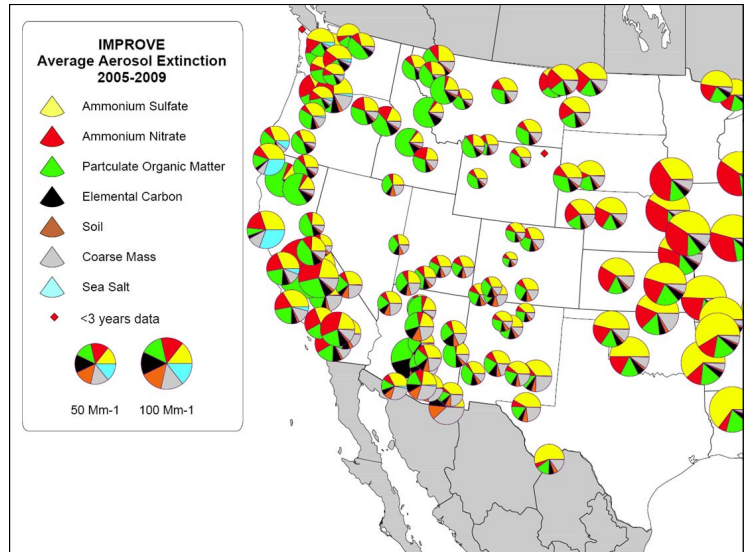 IMPROVE
Average Aerosol Extinction
2005-2009
Ammonium Sulfate
Ammonium Nitrate
Partculate Organic Matter
Elemental Carbon
Soil
Coarse Mass
Sea Salt
<3 years data
50 Mm-1 100 Mm-1